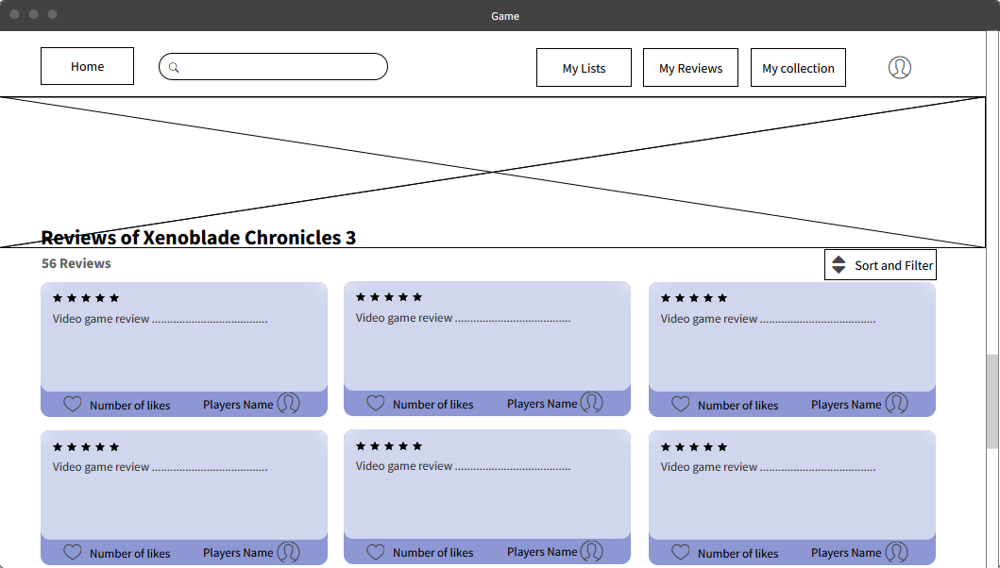 Game
Home
My Lists
My Reviews
My collection
Reviews of Xenoblade Chronicles 3
56 Reviews
Sort and Filter
Video game review ......................................
Video game review ......................................
Video game review ......................................
Number of likes Players Name
Number of likes Players Name
Number of likes Players Name
Video game review ......................................
Video game review ......................................
Video game review ......................................
Number of likes Players Name
Number of likes Players Name
Number of likes Players Name